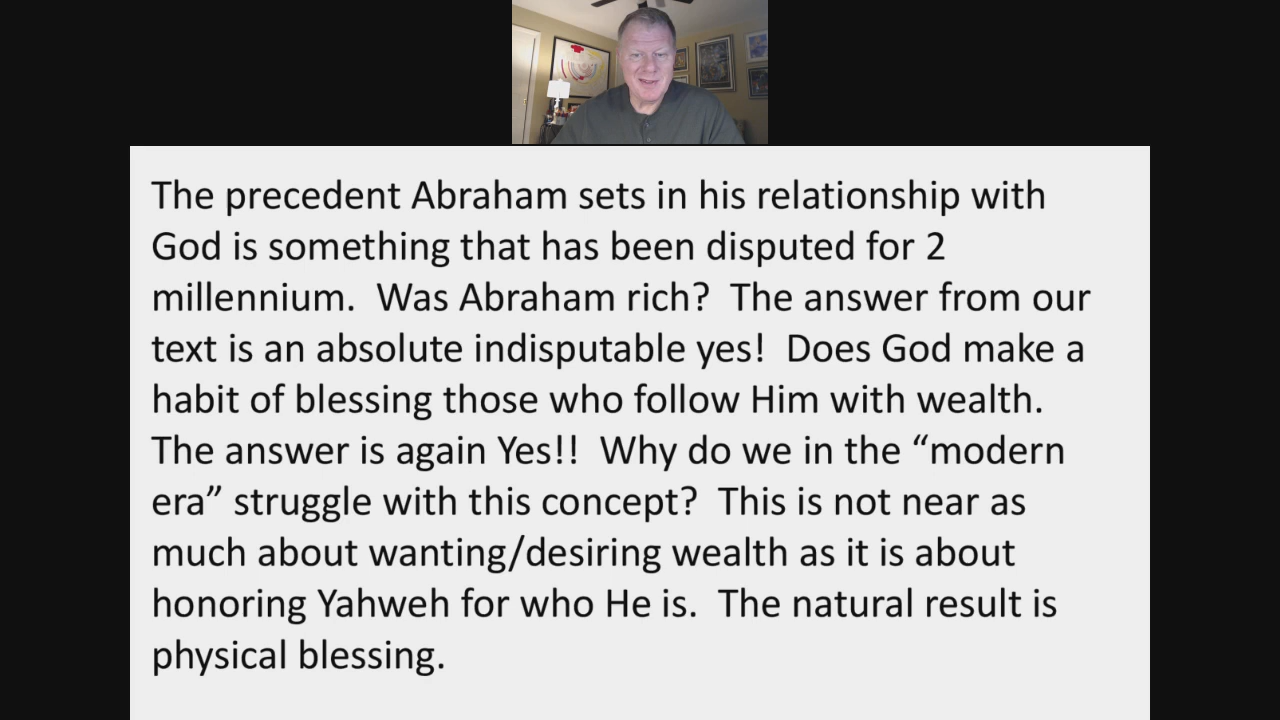 The precedent Abraham sets in his relationship with
God is something that has been disputed for 2
millennium.  Was Abraham rich?  The answer from our
text is an absolute indisputable yes!  Does God make a
habit of blessing those who follow Him with wealth.
The answer is again Yes!!  Why do we in the “modern
era” struggle with this concept?  This is not near as
much about wanting/desiring wealth as it is about
honoring Yahweh for who He is.  The natural result is
physical blessing.